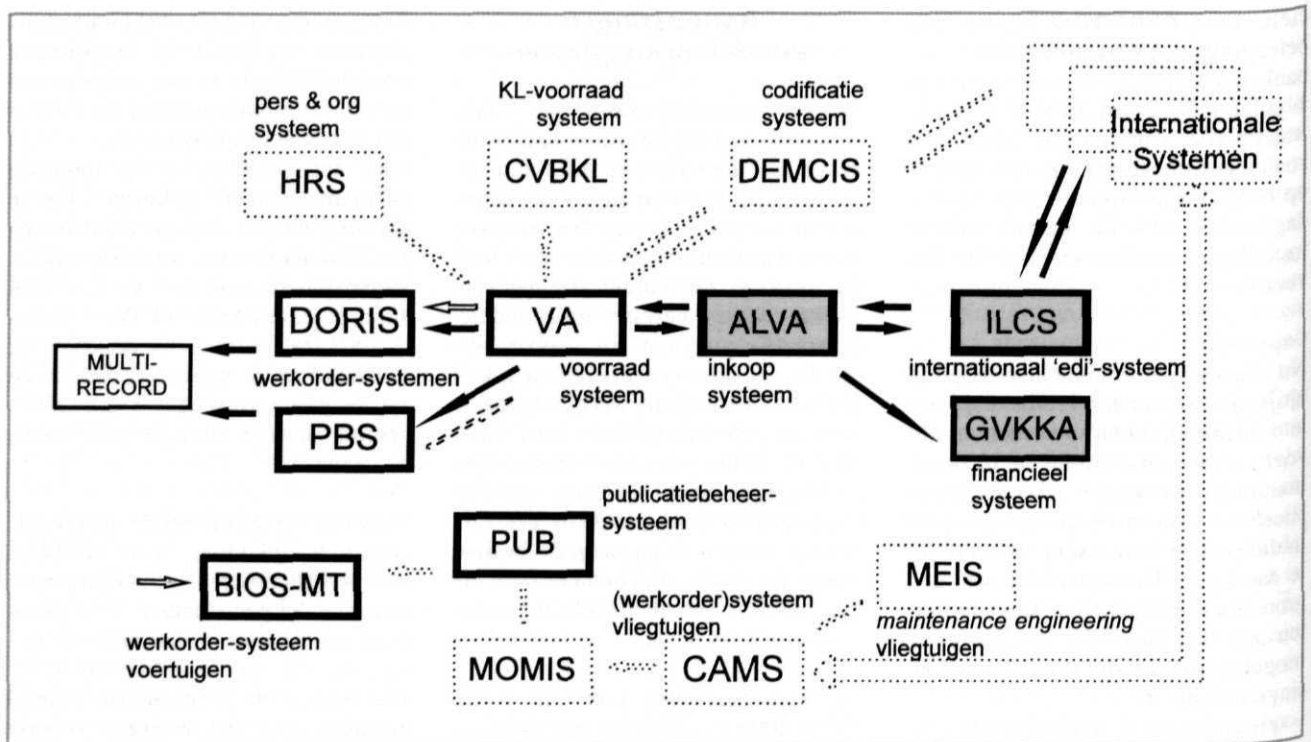 pers & org
systeem
HRS
KL-voorraad
systeem
CVBKL
codificatie
systeem
DEMCIS
Internationale
Systemen
DORIS
werkorder-systemen
MULTI-
RECORD
PBS
VA
voorraad
systeem
ALVA
inkoop
systeem
ILCS
internationaal 'edi'-systeem
GVKKA
financieel
systeem
publicatiebeheer-
systeem
PUB
BIOS-MT
werkorder-systeem
voertuigen
MOMIS
(werkorder)systeem
vliegtuigen
CAMS
MEIS
maintenance engineering
vliegtuigen